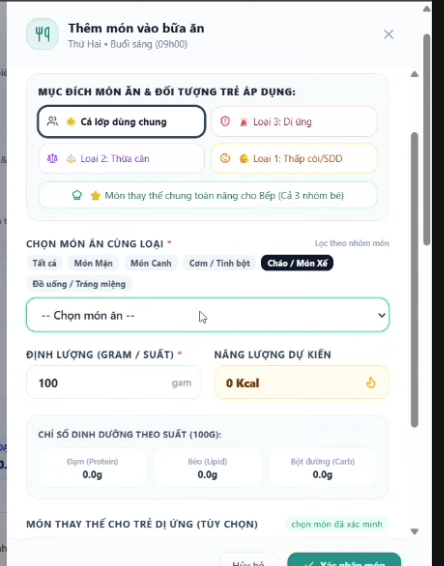 Thêm món vào bữa ăn
Thứ Hai • Buổi sáng (09h00)
MỤC ĐÍCH MÓN ĂN & ĐỐI TƯỢNG TRẺ ÁP DỤNG:
Cả lớp dùng chung
Loại 3: Dị ứng
Loại 2: Thừa cân
Loại 1: Thấp còi/SDD
Món thay thế chung toàn năng cho Bếp (Cả 3 nhóm bé)
CHỌN MÓN ĂN CÙNG LOẠI *
Lọc theo nhóm món
Tất cả
Món Mặn
Món Canh
Cơm / Tinh bột
Cháo / Món Xế
Đồ uống / Tráng miệng
-- Chọn món ăn --
ĐỊNH LƯỢNG (GRAM / SUẤT) *
NĂNG LƯỢNG DỰ KIẾN
100 gam
0 Kcal
CHỈ SỐ DINH DƯỠNG THEO SUẤT (100G):
Đạm (Protein)
0.0g
Béo (Lipid)
0.0g
Bột đường (Carb)
0.0g
MÓN THAY THẾ CHO TRẺ DỊ ỨNG (TÙY CHỌN)
chọn món đã xác minh
Hủy bỏ
Xác nhận món